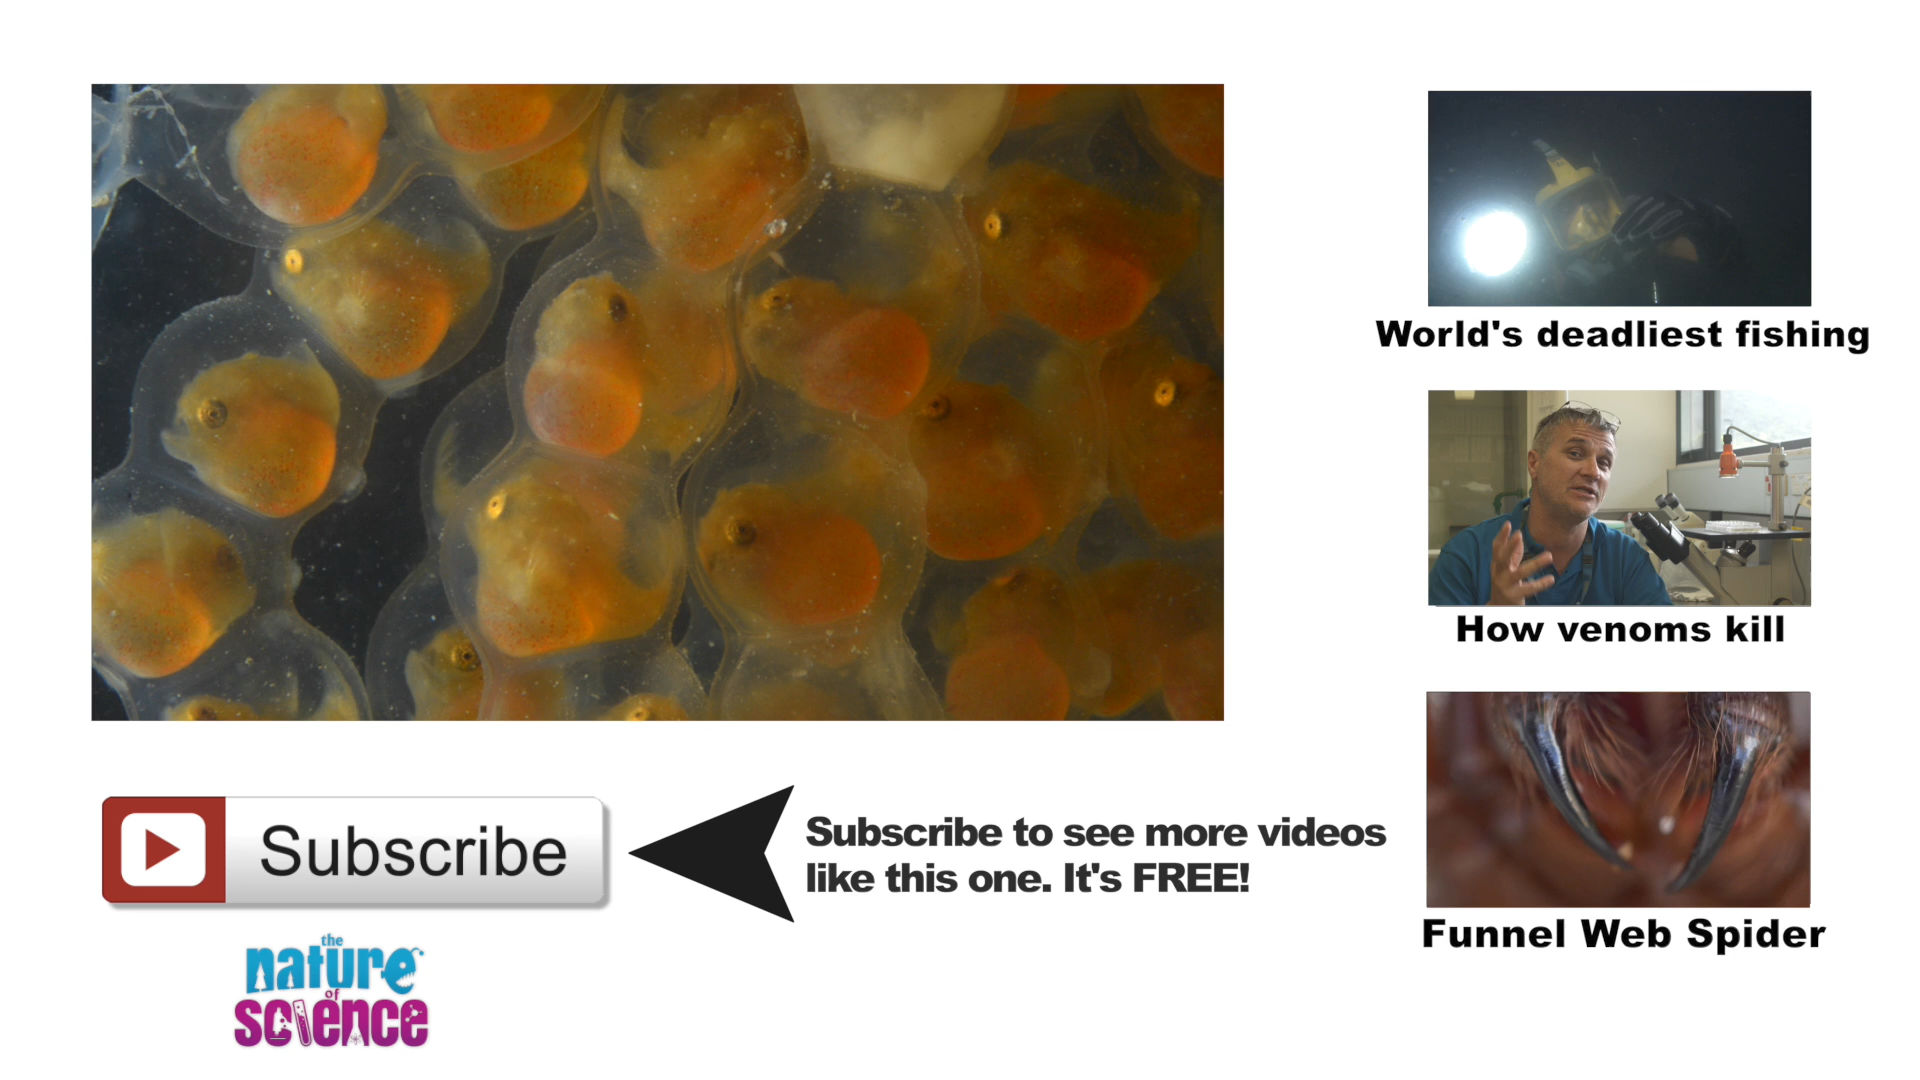 World's deadliest fishing
How venoms kill
Funnel Web Spider
Subscribe
Subscribe to see more videos
like this one. It's FREE!
the
nature
of
science